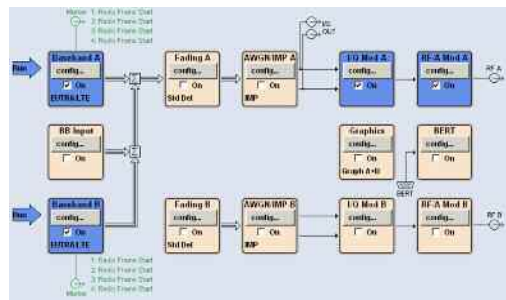 Marker 1: Radio Frame Start
2: Radio Frame Start
3: Radio Frame Start
4: Radio Frame Start
I/Q
OUT
Run
Baseband A
config...
On
EUTRA/LTE
Fading A
config...
On
Std Del
AWGN/IMP A
config...
On
IMP
I/Q Mod A
config...
On
RF-A Mod A
config...
On
RF A
BB Input
config...
On
Graphics
config...
On
Graph A+B
BERT
config...
On
BERT
Run
Baseband B
config...
On
EUTRA/LTE
Fading B
config...
On
Std Del
AWGN/IMP B
config...
On
IMP
I/Q Mod B
config...
On
RF-A Mod B
config...
On
RF B
1: Radio Frame Start
2: Radio Frame Start
3: Radio Frame Start
Marker 4: Radio Frame Start